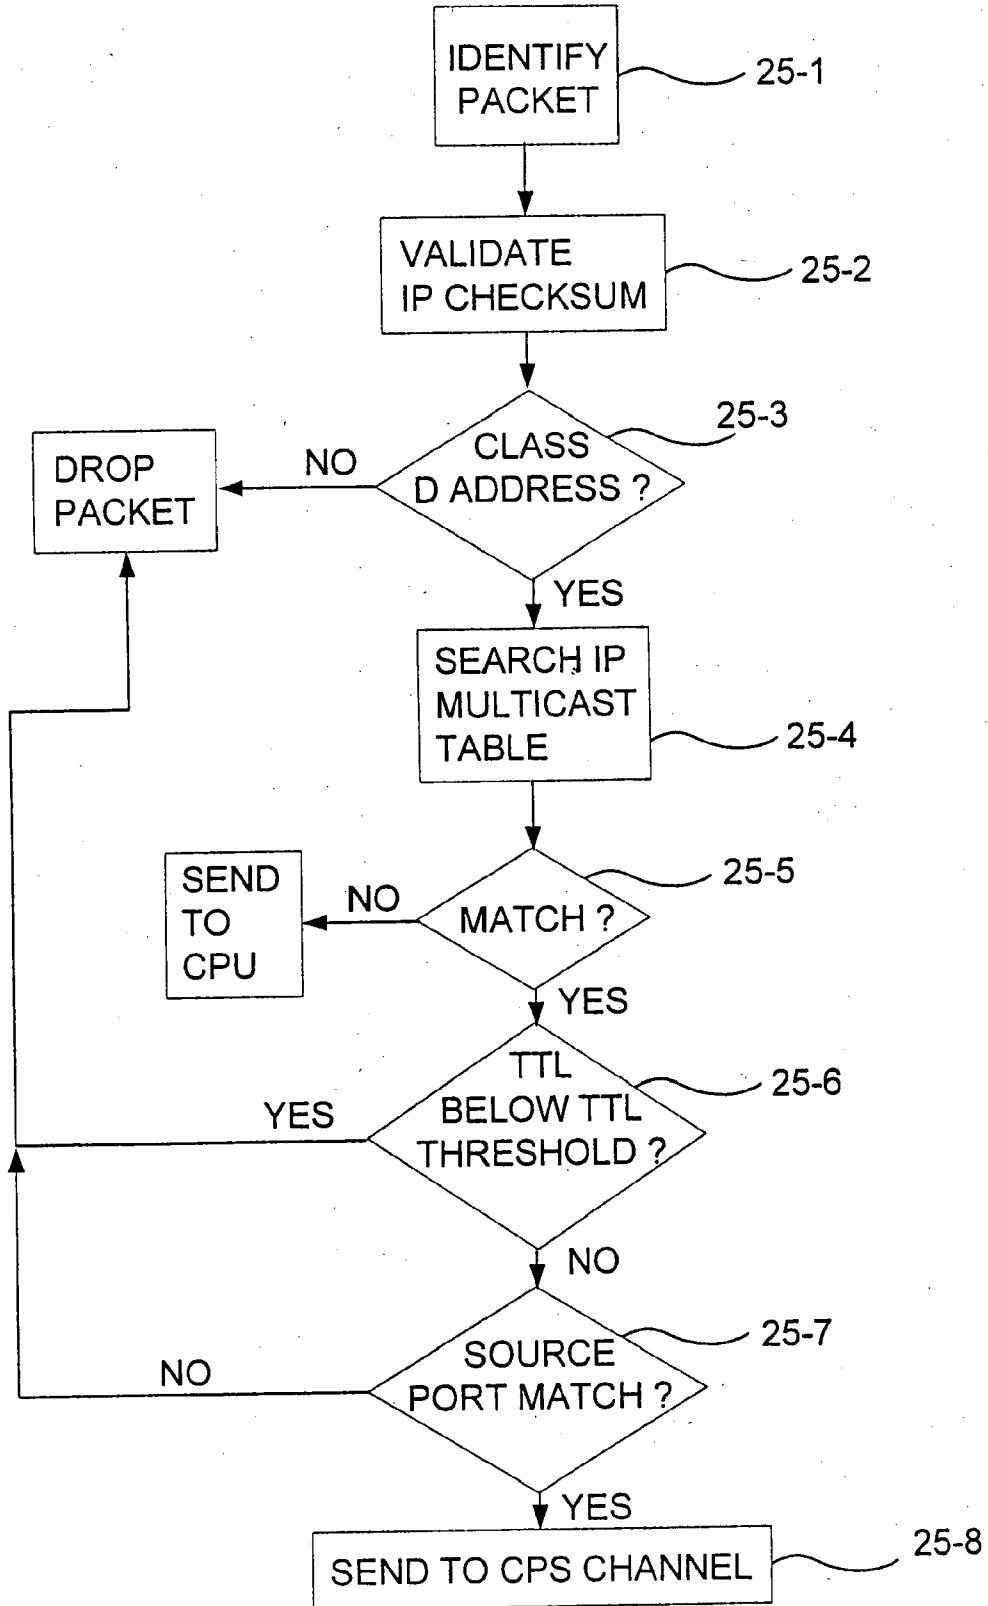 IDENTIFY
PACKET
25-1
VALIDATE
IP CHECKSUM
25-2
CLASS
D ADDRESS ?
25-3
NO
DROP
PACKET
YES
SEARCH IP
MULTICAST
TABLE
25-4
MATCH ?
25-5
NO
SEND
TO
CPU
YES
TTL
BELOW TTL
THRESHOLD ?
25-6
YES
NO
SOURCE
PORT MATCH ?
25-7
NO
YES
SEND TO CPS CHANNEL
25-8